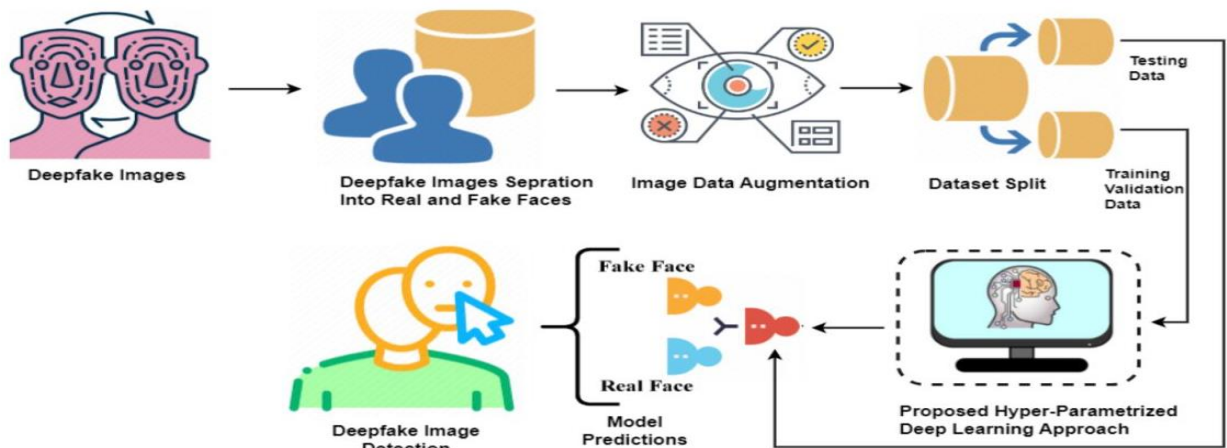 Deepfake Images
Deepfake Images Sepration
Into Real and Fake Faces
Image Data Augmentation
Dataset Split
Testing
Data
Training
Validation
Data
Fake Face
Real Face
Deepfake Image
Detection
Model
Predictions
Proposed Hyper-Parametrized
Deep Learning Approach